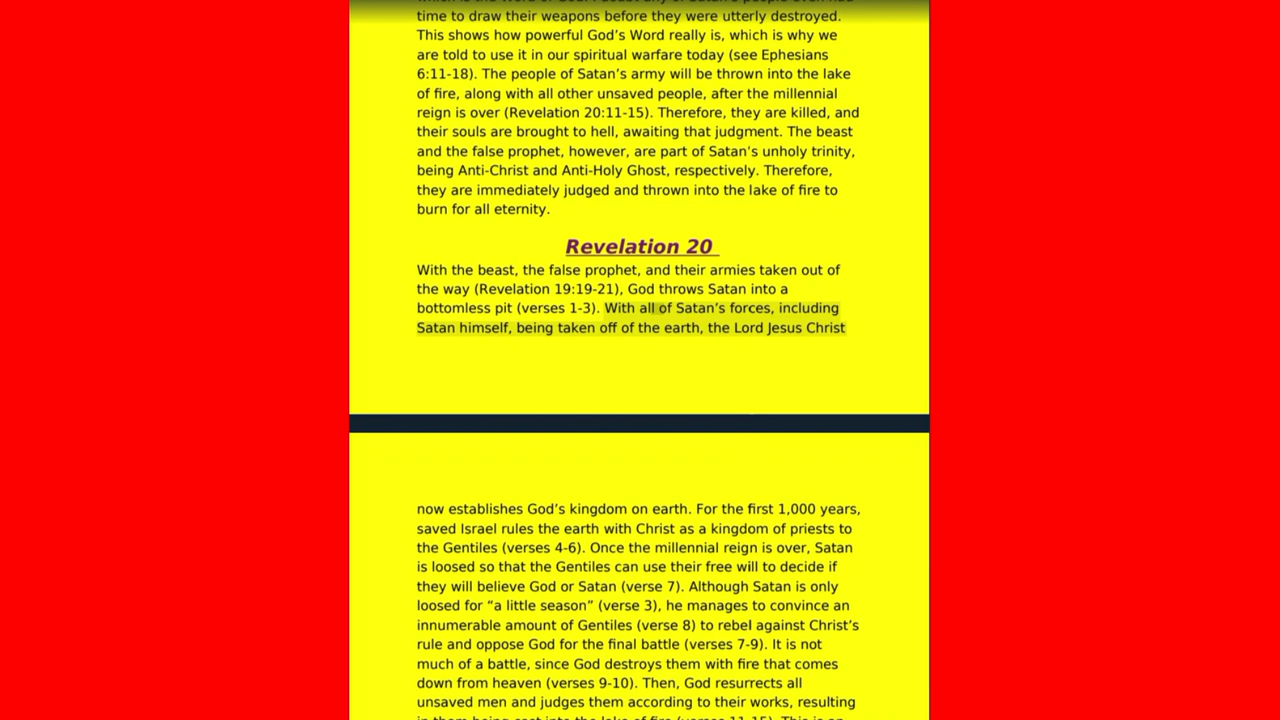 time to draw their weapons before they were utterly destroyed.
This shows how powerful God’s Word really is, which is why we
are told to use it in our spiritual warfare today (see Ephesians
6:11-18). The people of Satan’s army will be thrown into the lake
of fire, along with all other unsaved people, after the millennial
reign is over (Revelation 20:11-15). Therefore, they are killed, and
their souls are brought to hell, awaiting that judgment. The beast
and the false prophet, however, are part of Satan’s unholy trinity,
being Anti-Christ and Anti-Holy Ghost, respectively. Therefore,
they are immediately judged and thrown into the lake of fire to
burn for all eternity.
Revelation 20
With the beast, the false prophet, and their armies taken out of
the way (Revelation 19:19-21), God throws Satan into a
bottomless pit (verses 1-3). With all of Satan’s forces, including
Satan himself, being taken off of the earth, the Lord Jesus Christ
now establishes God’s kingdom on earth. For the first 1,000 years,
saved Israel rules the earth with Christ as a kingdom of priests to
the Gentiles (verses 4-6). Once the millennial reign is over, Satan
is loosed so that the Gentiles can use their free will to decide if
they will believe God or Satan (verse 7). Although Satan is only
loosed for “a little season” (verse 3), he manages to convince an
innumerable amount of Gentiles (verse 8) to rebel against Christ’s
rule and oppose God for the final battle (verses 7-9). It is not
much of a battle, since God destroys them with fire that comes
down from heaven (verses 9-10). Then, God resurrects all
unsaved men and judges them according to their works, resulting
in them being cast into the lake of fire (verses 11-15). This is an